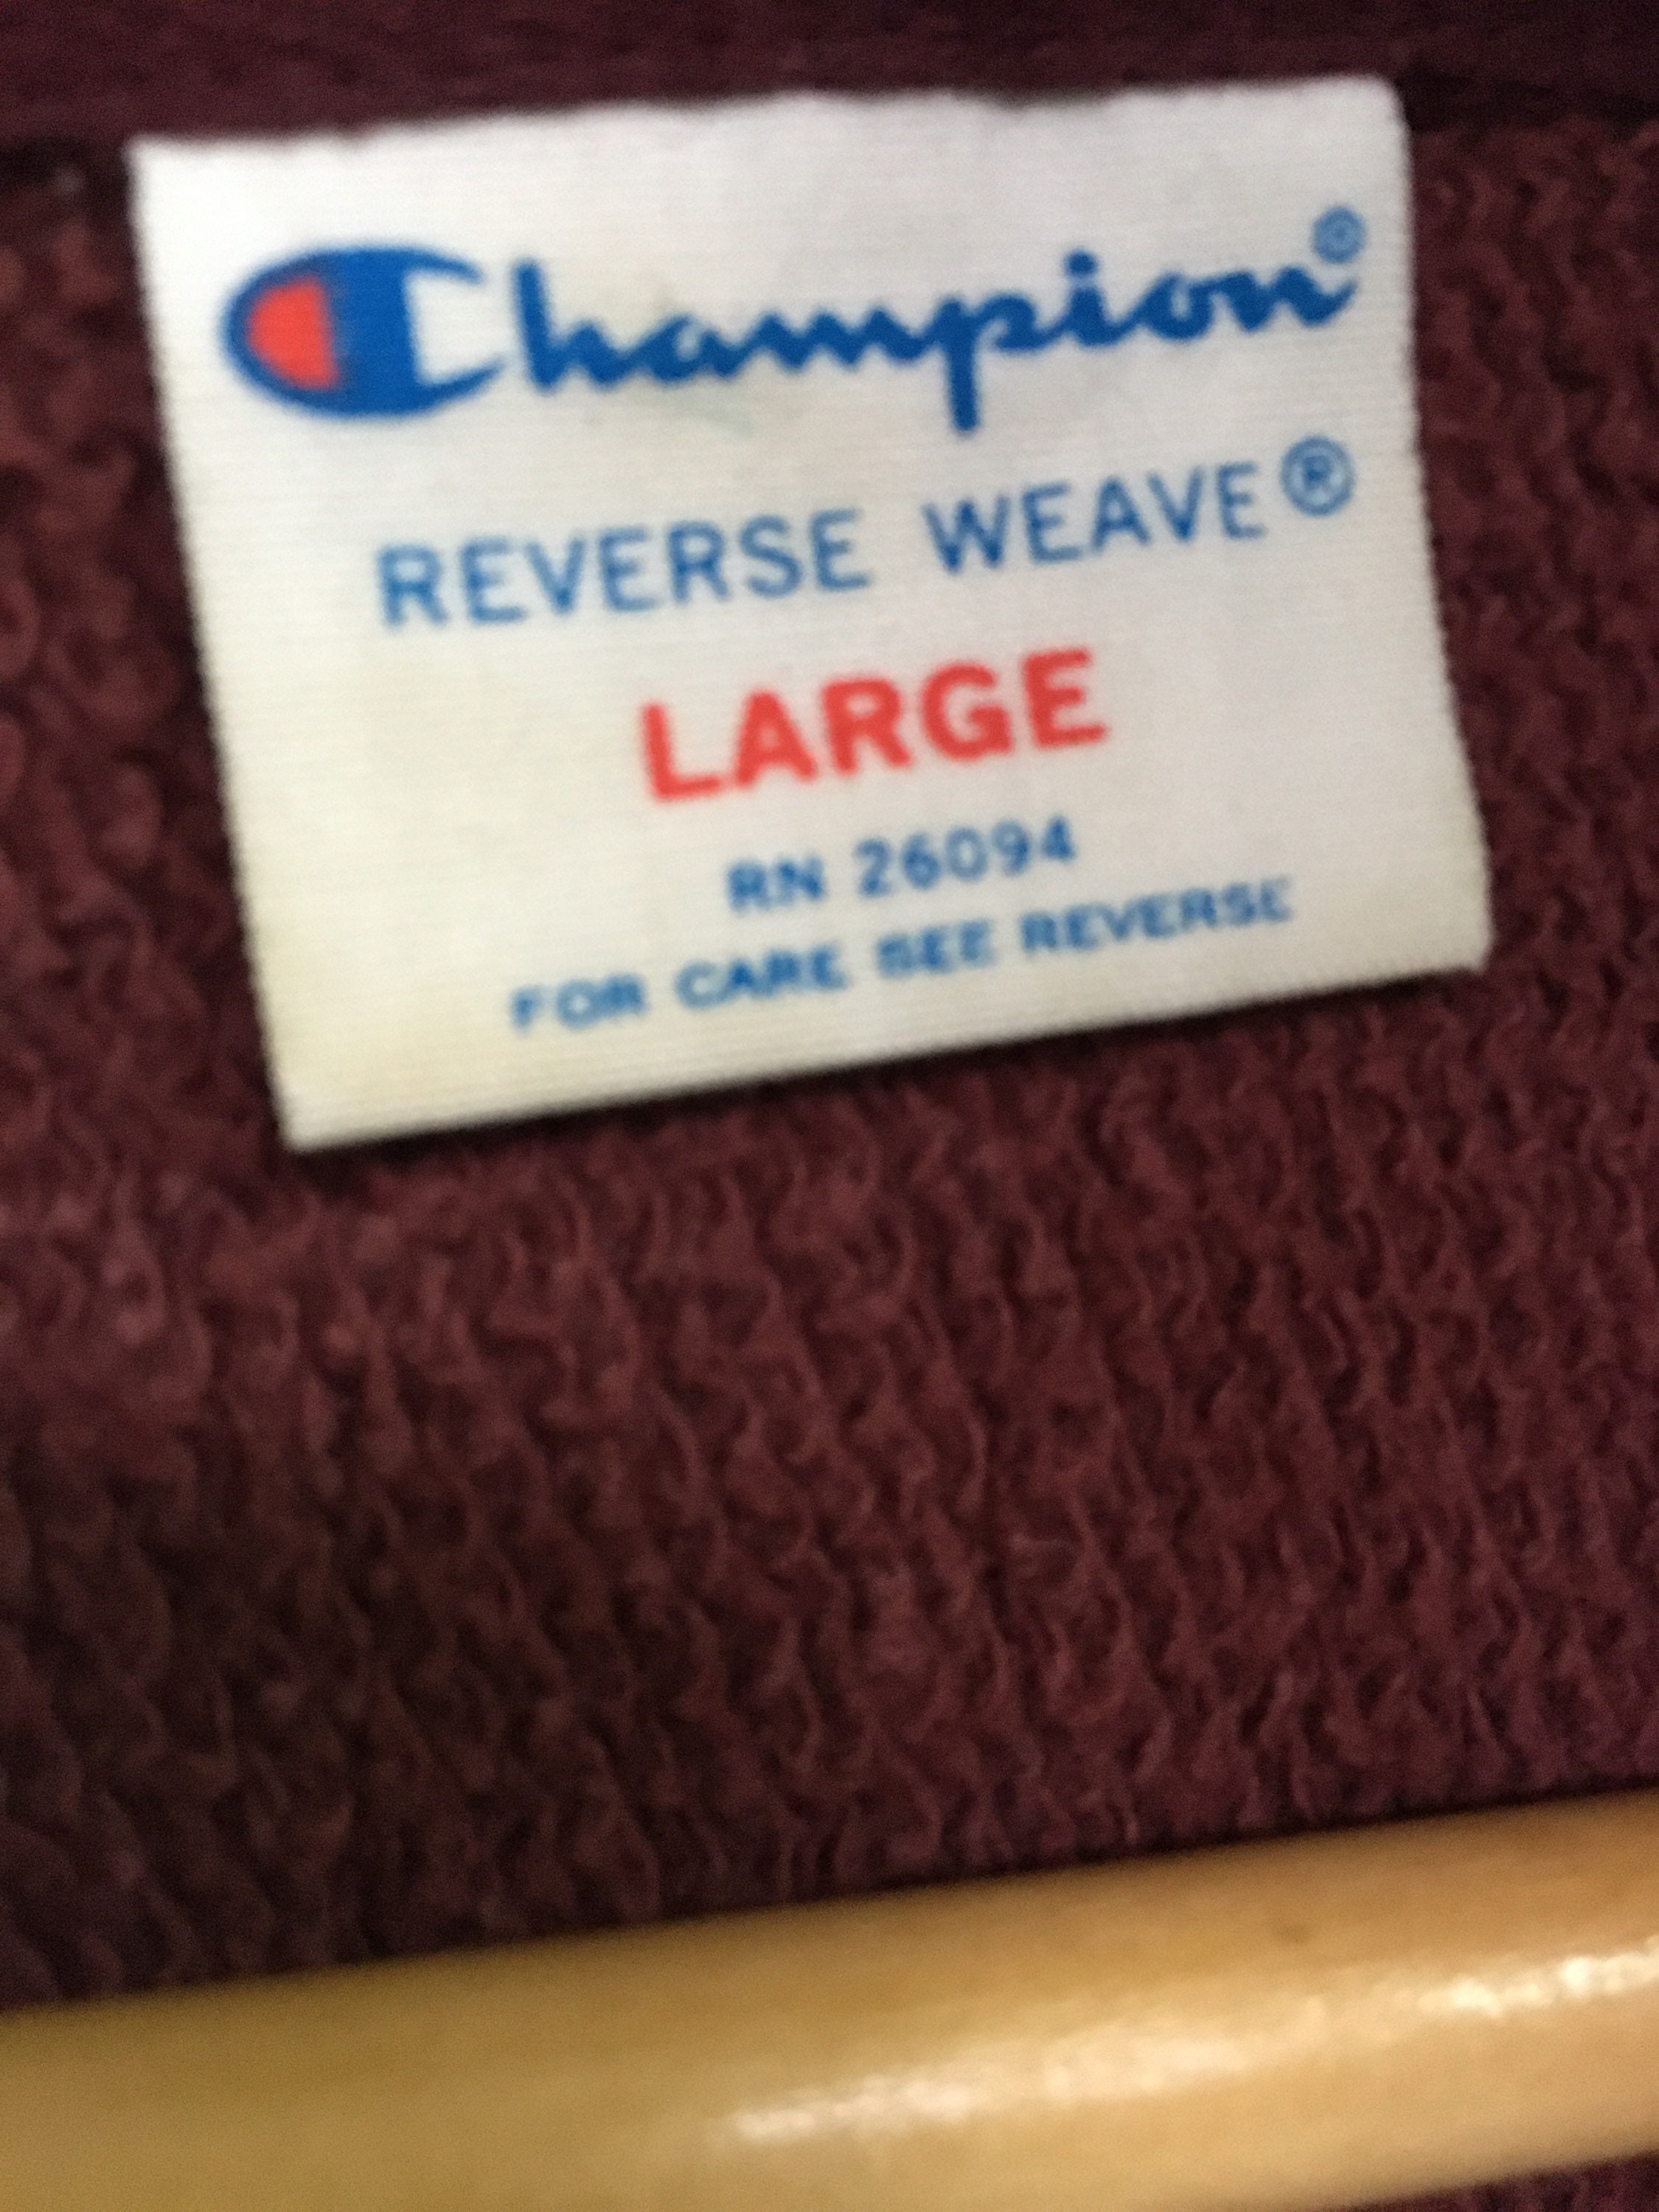 Champion®
REVERSE WEAVE®
LARGE
RN 26094
FOR CARE SEE REVERSE